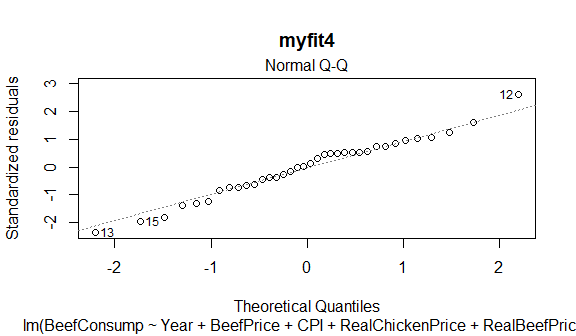 myfit4
Normal Q-Q
Standardized residuals
3
2
1
0
-1
-2
12
13
15
-2
-1
0
1
2
Theoretical Quantiles
lm(BeefConsump ~ Year + BeefPrice + CPI + RealChickenPrice + RealBeefPric